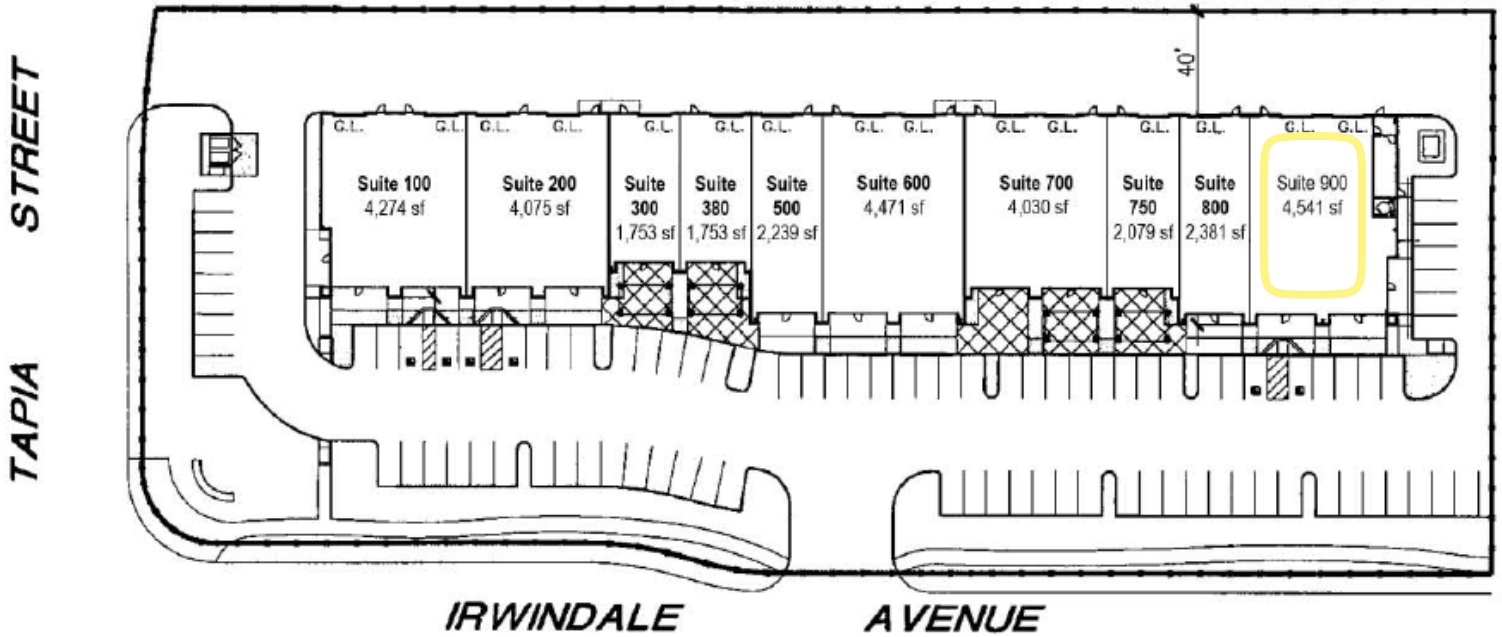 TAPIA STREET
40'
G.L. G.L. G.L. G.L. G.L. G.L. G.L. G.L. G.L. G.L. G.L. G.L. G.L. G.L. G.L.
Suite 100
4,274 sf
Suite 200
4,075 sf
Suite
300
1,753 sf
Suite
380
1,753 sf
Suite
500
2,239 sf
Suite 600
4,471 sf
Suite 700
4,030 sf
Suite
750
2,079 sf
Suite
800
2,381 sf
Suite 900
4,541 sf
IRWINDALE AVENUE